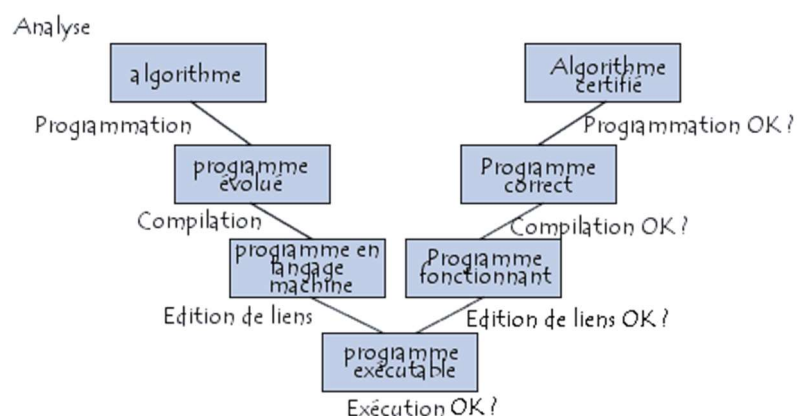 Analyse
algorithme
Algorithme
certifié
Programmation
Programmation OK ?
programme
évolué
Programme
correct
Compilation
Compilation OK ?
programme en
langage
machine
Programme
fonctionnant
Edition de liens
Edition de liens OK ?
programme
exécutable
Exécution OK ?